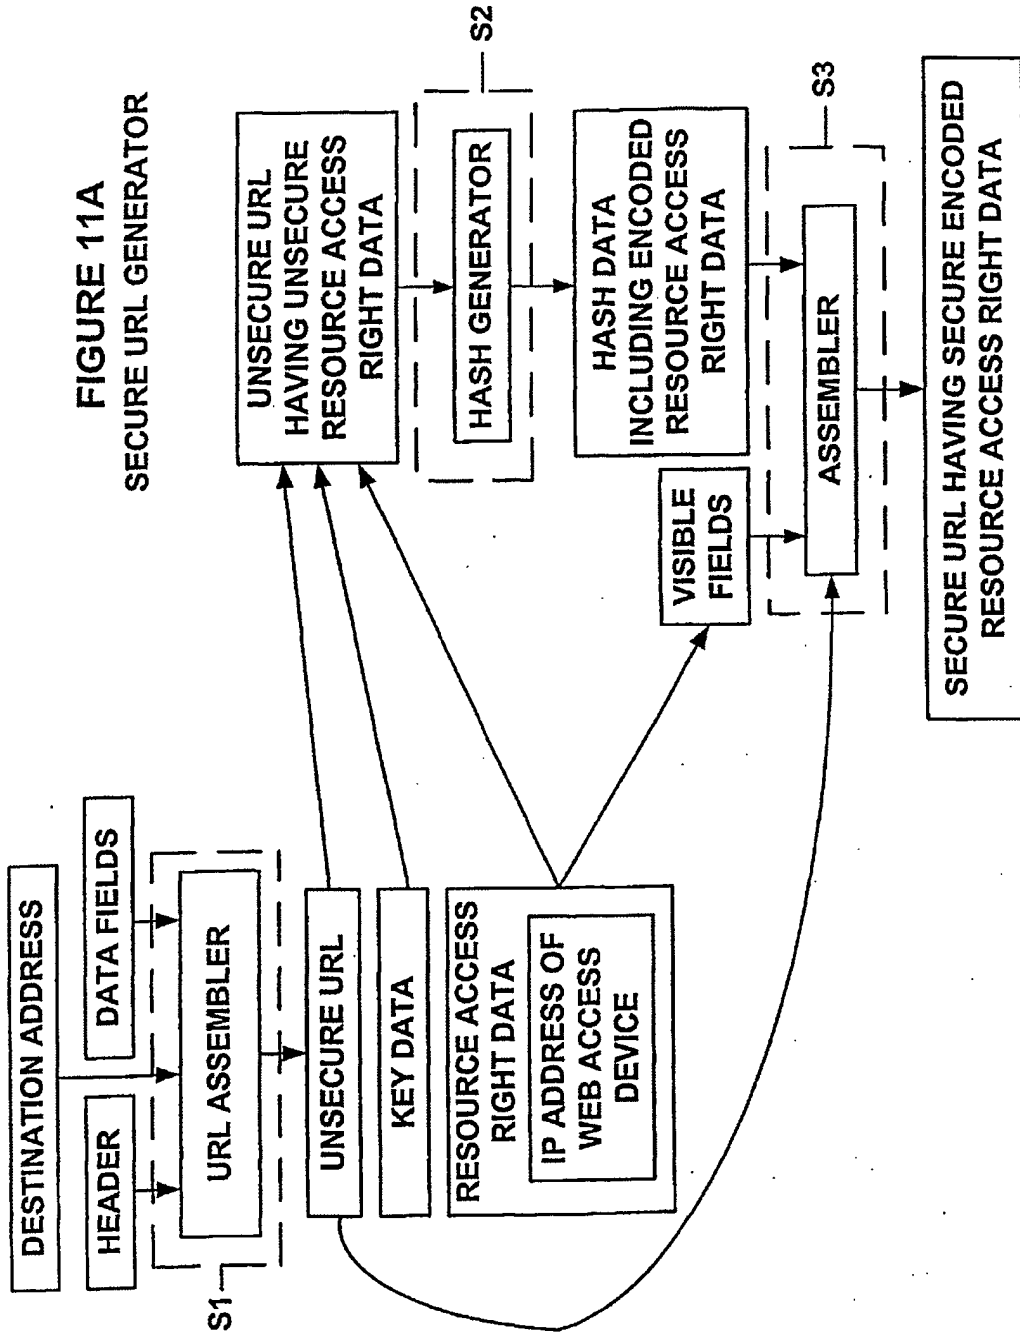 FIGURE 11A
SECURE URL GENERATOR
DESTINATION ADDRESS
HEADER
DATA FIELDS
URL ASSEMBLER
S1
UNSECURE URL
KEY DATA
RESOURCE ACCESS
RIGHT DATA
IP ADDRESS OF
WEB ACCESS
DEVICE
UNSECURE URL
HAVING UNSECURE
RESOURCE ACCESS
RIGHT DATA
HASH GENERATOR
S2
HASH DATA
INCLUDING ENCODED
RESOURCE ACCESS
RIGHT DATA
VISIBLE
FIELDS
ASSEMBLER
S3
SECURE URL HAVING SECURE ENCODED
RESOURCE ACCESS RIGHT DATA